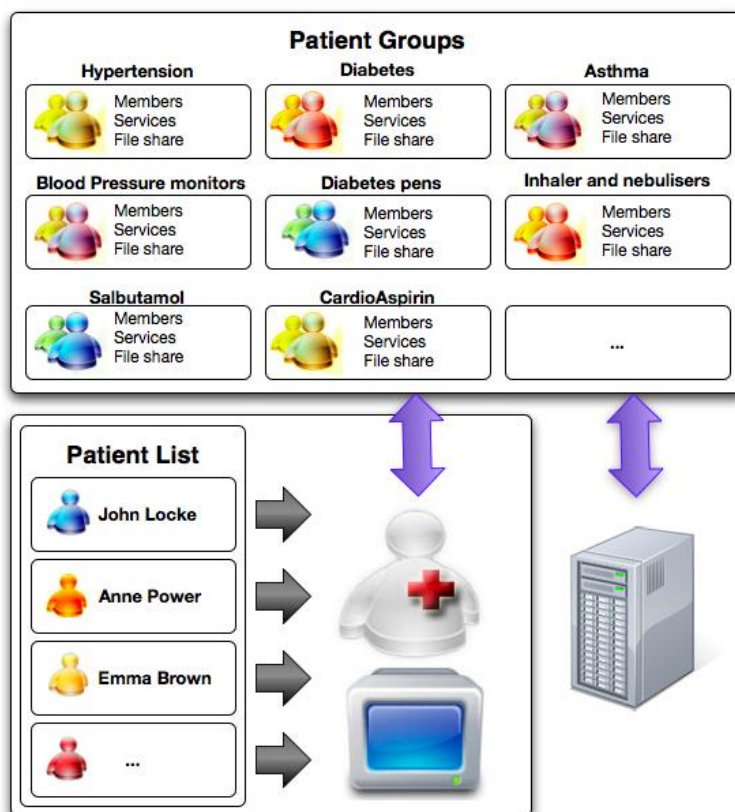 Patient Groups
Hypertension
Members
Services
File share
Diabetes
Members
Services
File share
Asthma
Members
Services
File share
Blood Pressure monitors
Members
Services
File share
Diabetes pens
Members
Services
File share
Inhaler and nebulisers
Members
Services
File share
Salbutamol
Members
Services
File share
CardioAspirin
Members
Services
File share
...
Patient List
John Locke
Anne Power
Emma Brown
...